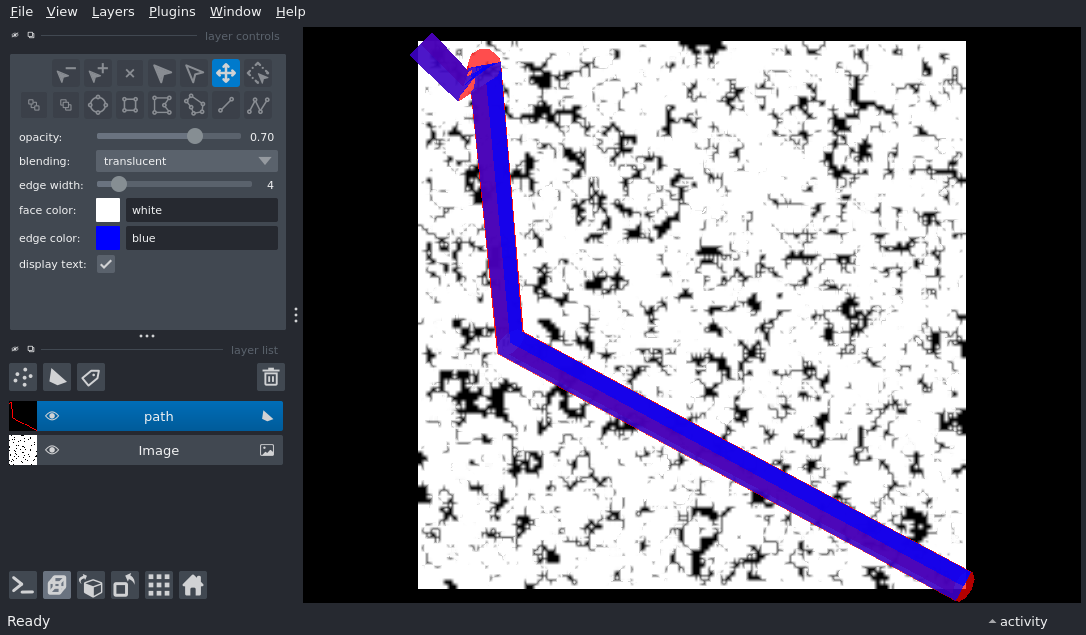 File View Layers Plugins Window Help
layer controls
opacity: 0.70
blending: translucent
edge width: 4
face color: white
edge color: blue
display text:
layer list
path
Image
Ready activity